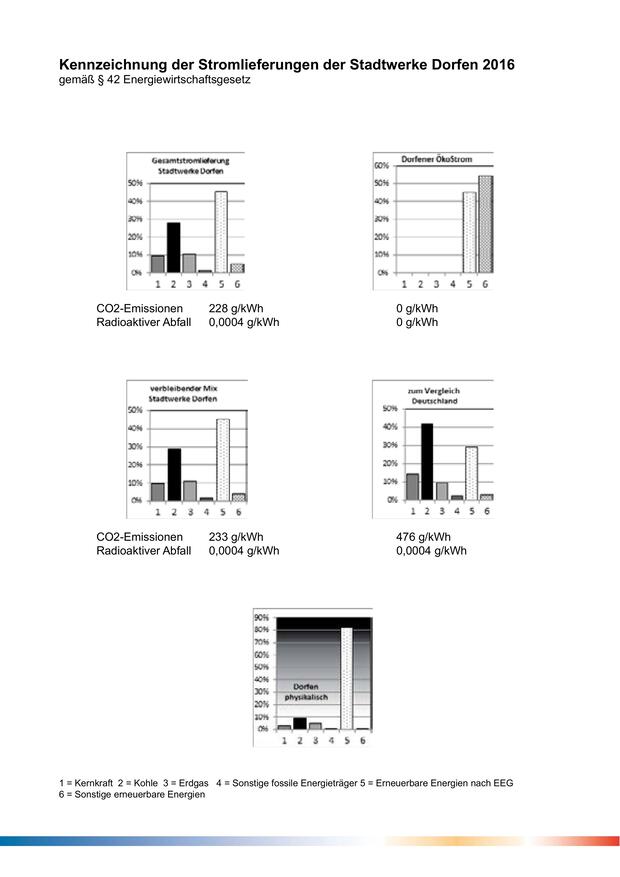 Kennzeichnung der Stromlieferungen der Stadtwerke Dorfen 2016
gemäß § 42 Energiewirtschaftsgesetz
Gesamtstromlieferung
Stadtwerke Dorfen
50%
40%
30%
20%
10%
0%
1 2 3 4 5 6
CO2-Emissionen 228 g/kWh
Radioaktiver Abfall 0,0004 g/kWh
Dorfener ÖkoStrom
60%
50%
40%
30%
20%
10%
0%
1 2 3 4 5 6
0 g/kWh
0 g/kWh
verbleibender Mix
Stadtwerke Dorfen
50%
40%
30%
20%
10%
0%
1 2 3 4 5 6
CO2-Emissionen 233 g/kWh
Radioaktiver Abfall 0,0004 g/kWh
zum Vergleich
Deutschland
50%
40%
30%
20%
10%
0%
1 2 3 4 5 6
476 g/kWh
0,0004 g/kWh
90%
80%
70%
60%
50%
40%
30%
20%
10%
0%
Dorfen
physikalisch
1 2 3 4 5 6
1 = Kernkraft 2 = Kohle 3 = Erdgas 4 = Sonstige fossile Energieträger 5 = Erneuerbare Energien nach EEG
6 = Sonstige erneuerbare Energien